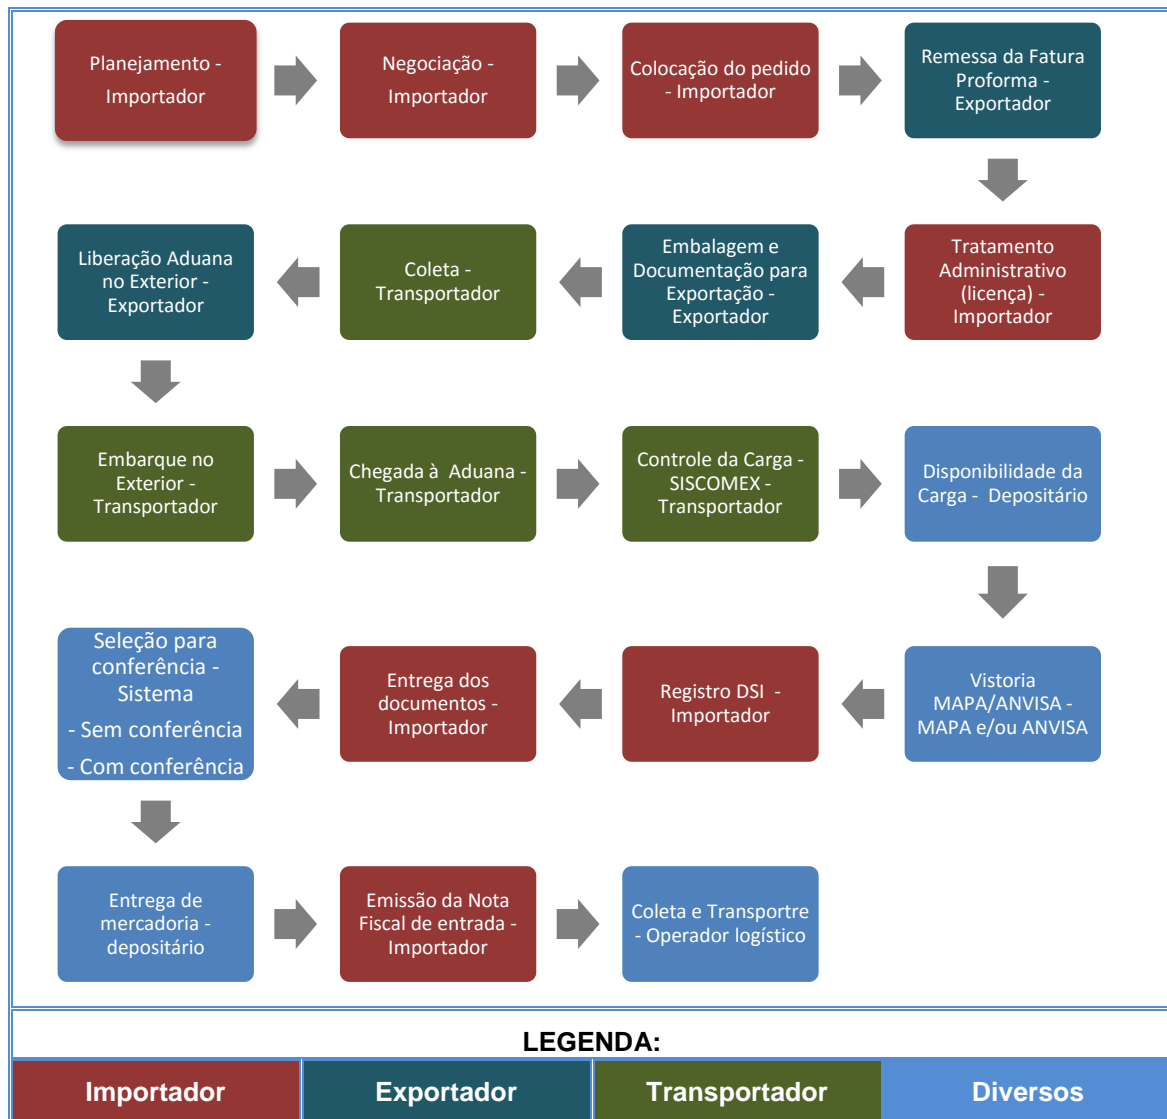 Planejamento -
Importador
Negociação -
Importador
Colocação do pedido
- Importador
Remessa da Fatura
Proforma -
Exportador
Tratamento
Administrativo
(licença) -
Importador
Embalagem e
Documentação para
Exportação -
Exportador
Coleta -
Transportador
Liberação Aduana
no Exterior -
Exportador
Embarque no
Exterior -
Transportador
Chegada à Aduana -
Transportador
Controle da Carga -
SISCOMEX -
Transportador
Disponibilidade da
Carga - Depositário
Vistoria
MAPA/ANVISA -
MAPA e/ou ANVISA
Registro DSI -
Importador
Entrega dos
documentos -
Importador
Seleção para
conferência -
Sistema
- Sem conferência
- Com conferência
Entrega de
mercadoria -
depositário
Emissão da Nota
Fiscal de entrada -
Importador
Coleta e Transportre
- Operador logístico
LEGENDA:
Importador
Exportador
Transportador
Diversos